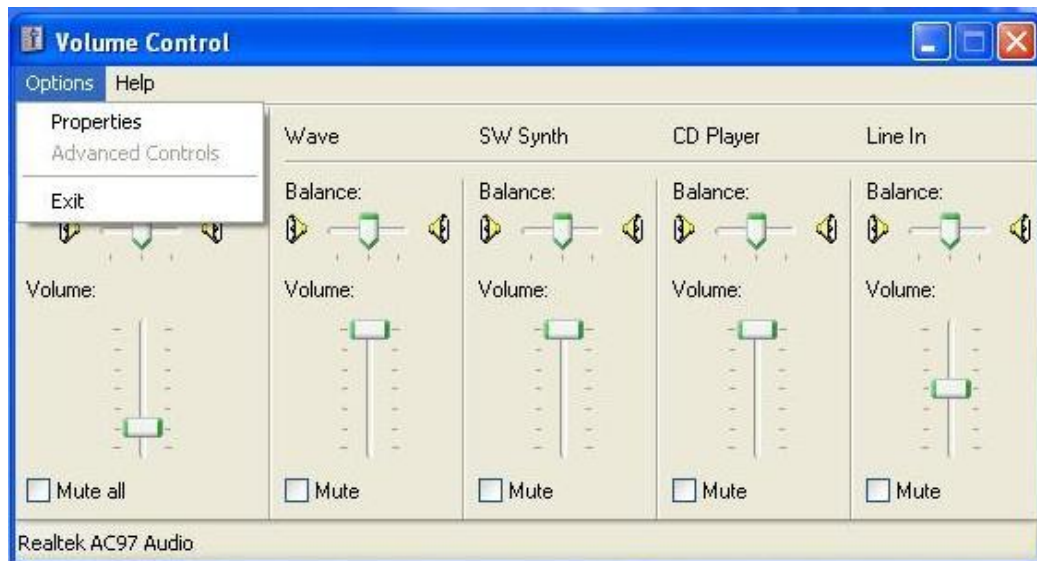 Volume Control
Options Help
Properties
Advanced Controls
Exit
Wave SW Synth CD Player Line In
Balance: Balance: Balance: Balance:
Volume: Volume: Volume: Volume: Volume:
Mute all Mute Mute Mute Mute
Realtek AC97 Audio